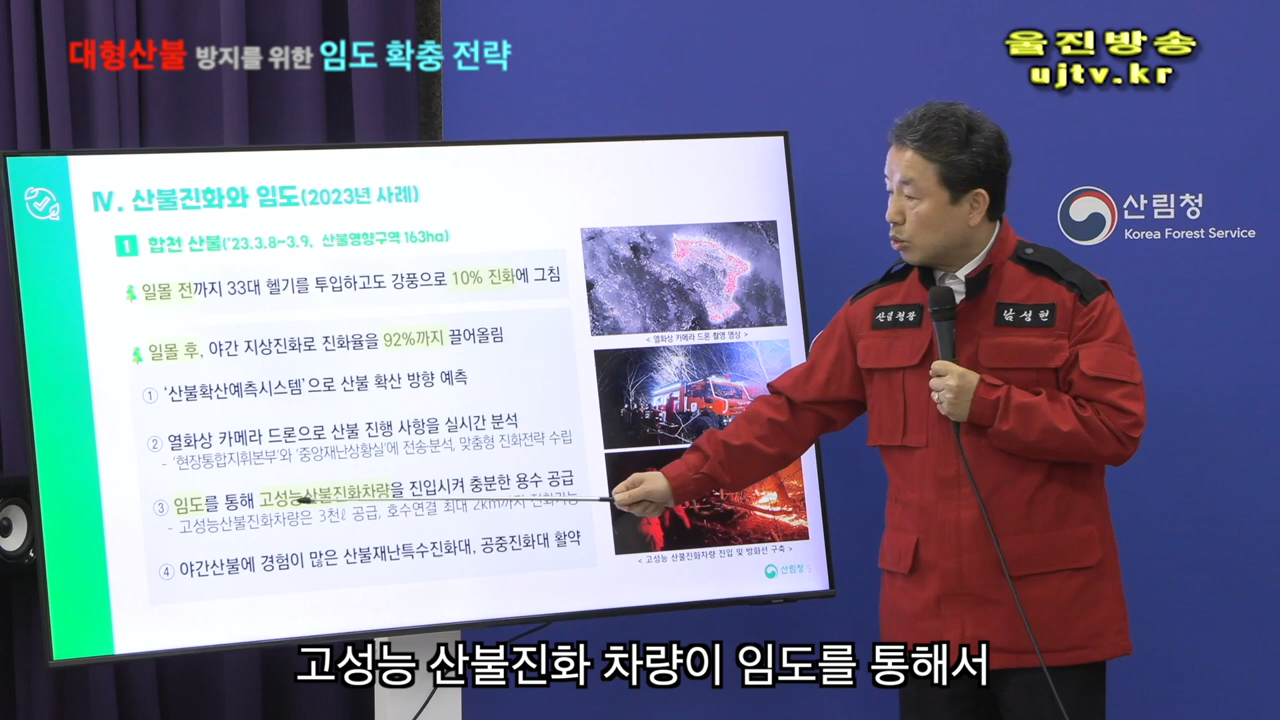 대형산불 방지를 위한 임도 확충 전략
울진방송
ujtv.kr
Ⅳ. 산불진화와 임도(2023년 사례)
1 합천 산불('23.3.8~3.9, 산불영향구역 163ha)
일몰 전까지 33대 헬기를 투입하고도 강풍으로 10% 진화에 그침
일몰 후, 야간 지상진화로 진화율을 92%까지 끌어올림
① '산불확산예측시스템'으로 산불 확산 방향 예측
② 열화상 카메라 드론으로 산불 진행 사항을 실시간 분석
- '현장통합지휘본부'와 '중앙재난상황실'에 전송분석, 맞춤형 진화전략 수립
③ 임도를 통해 고성능산불진화차량을 진입시켜 충분한 용수 공급
- 고성능산불진화차량은 3천ℓ 공급, 호수연결 최대 2km까지 진화가능
④ 야간산불에 경험이 많은 산불재난특수진화대, 공중진화대 활약
< 열화상 카메라 드론 촬영 영상 >
< 고성능 산불진화차량 진입 및 방화선 구축 >
산림청 5
산림청
Korea Forest Service
산림청장
남성현
고성능 산불진화 차량이 임도를 통해서